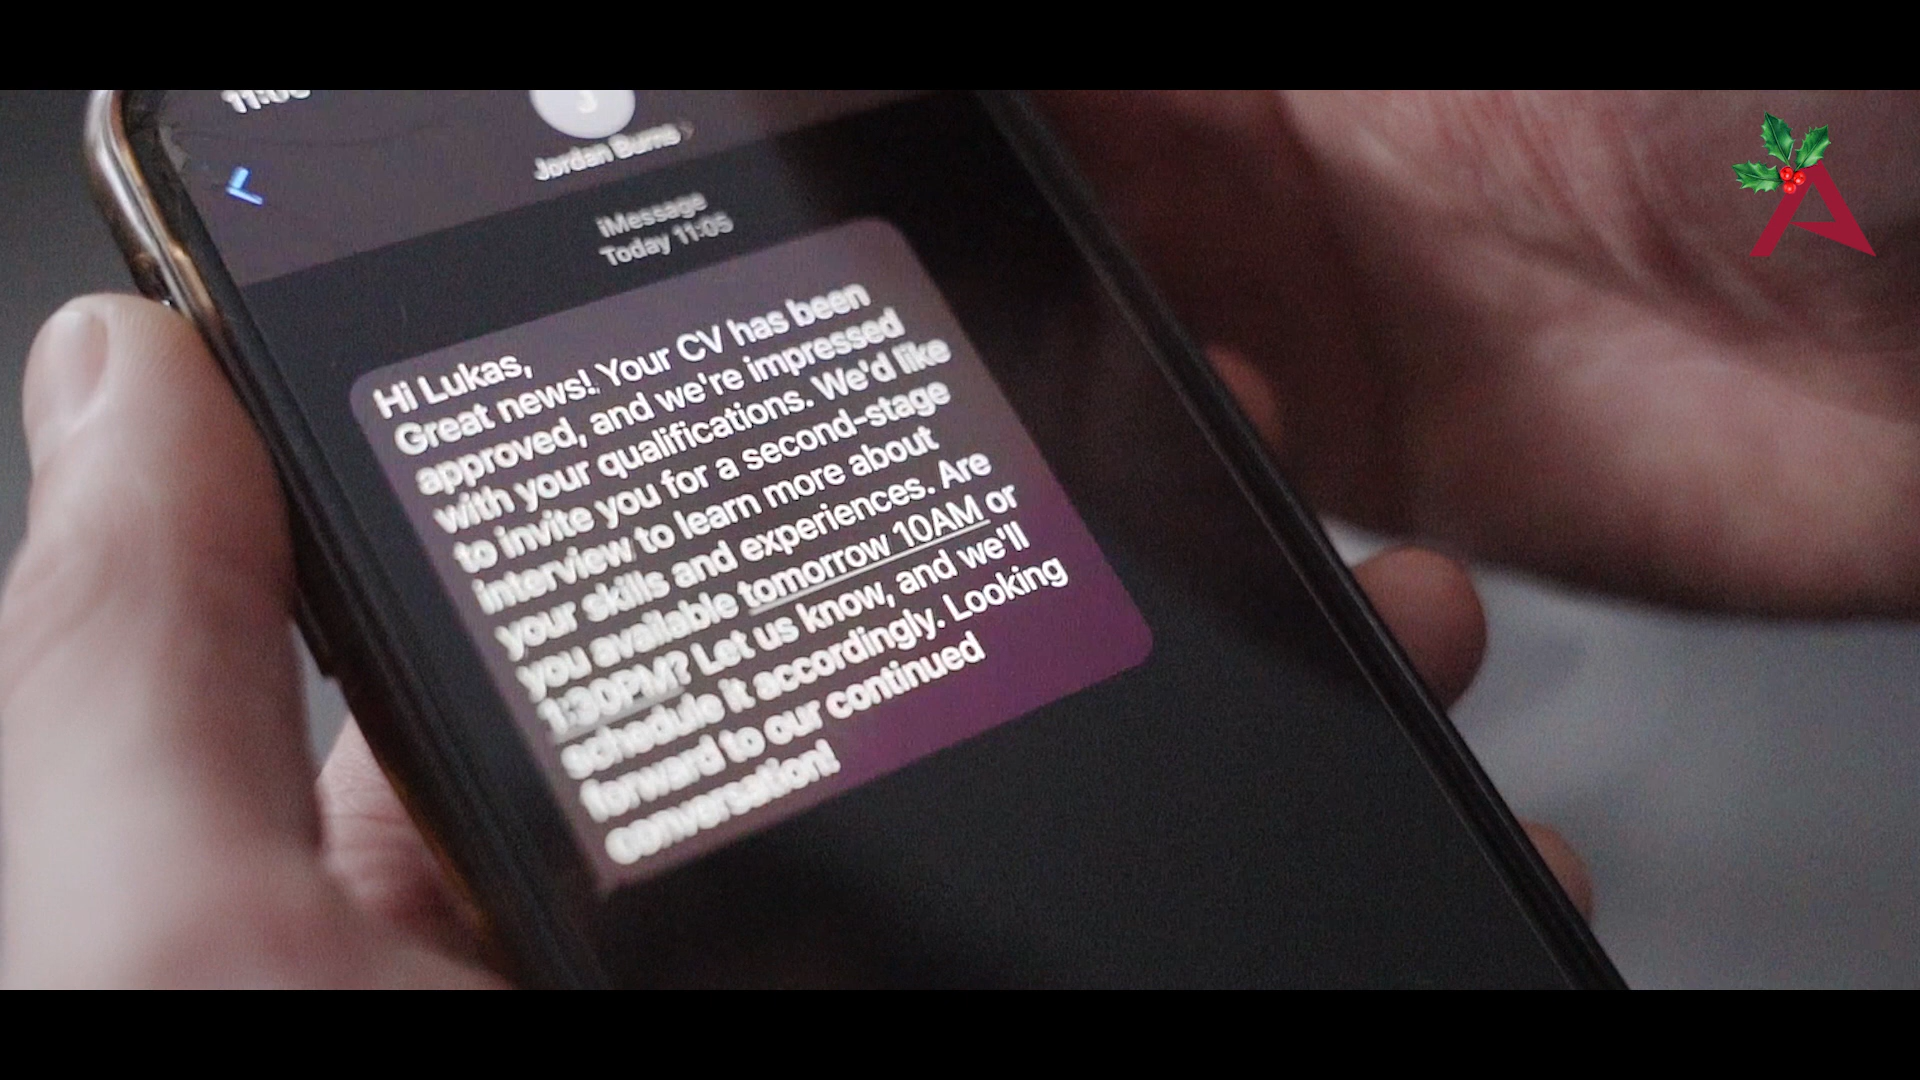 Jordan Burns
iMessage
Today 11:05
Hi Lukas,
Great news! Your CV has been
approved, and we're impressed
with your qualifications. We'd like
to invite you for a second-stage
interview to learn more about
your skills and experiences. Are
you available tomorrow 10AM or
1:30PM? Let us know, and we'll
schedule it accordingly. Looking
forward to our continued
conversation!